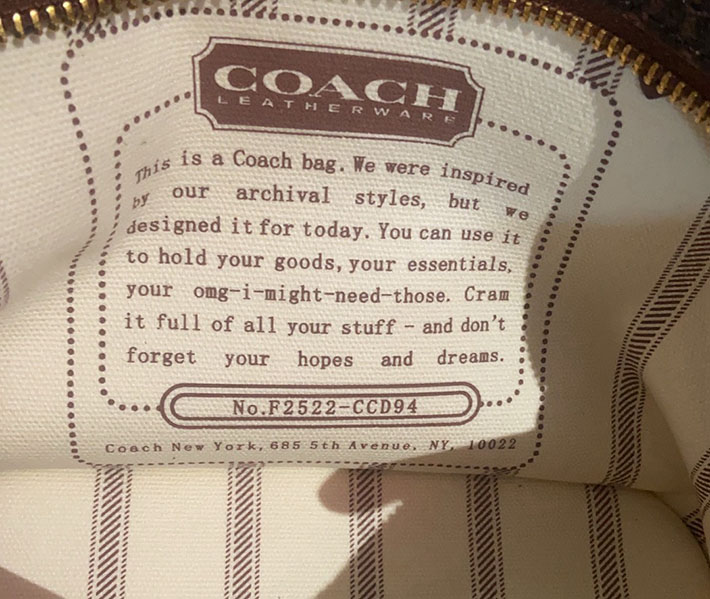 COACH
LEATHERWARE
This is a Coach bag. We were inspired
by our archival styles, but we
designed it for today. You can use it
to hold your goods, your essentials,
your omg-i-might-need-those. Cram
it full of all your stuff - and don't
forget your hopes and dreams.
No.F2522-CCD94
Coach New York, 685 5th Avenue, NY, 10022